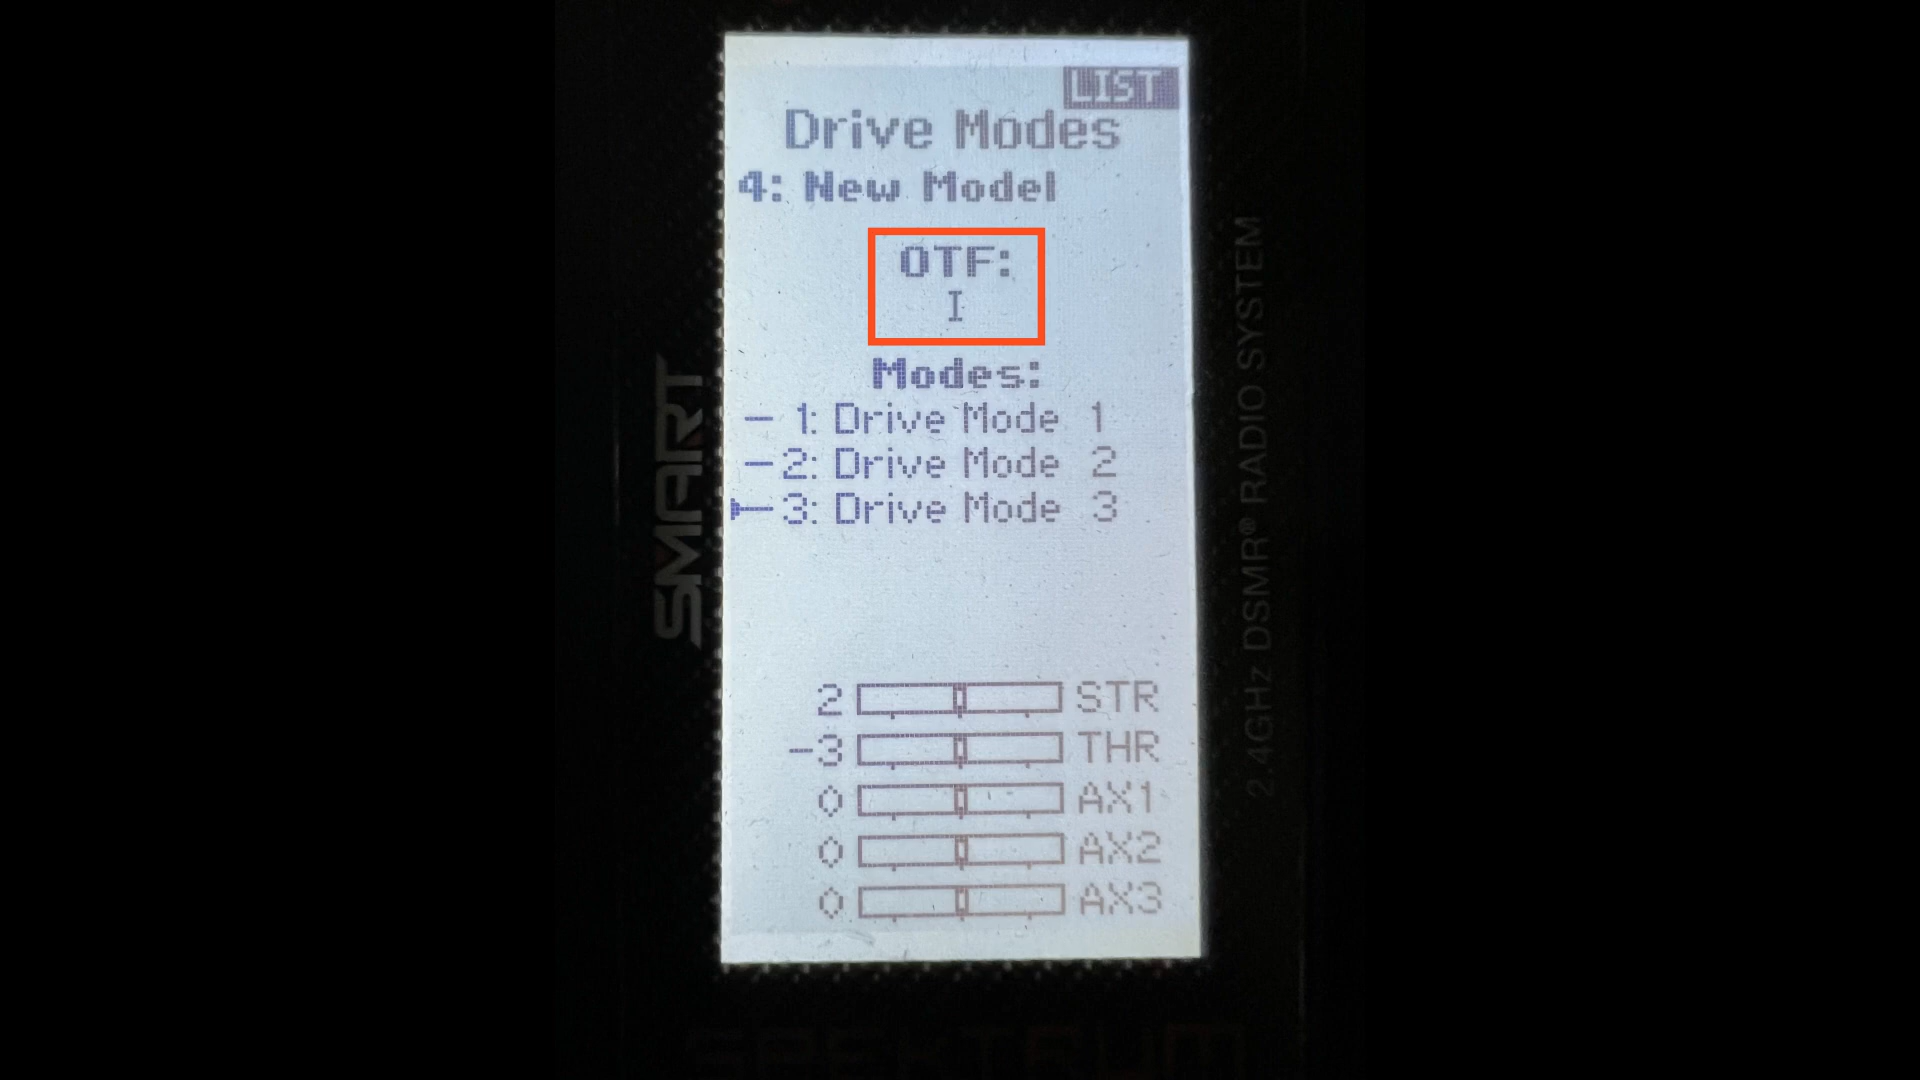 LIST
Drive Modes
4: New Model
OTF:
I
Modes:
1: Drive Mode 1
2: Drive Mode 2
3: Drive Mode 3
2 STR
-3 THR
0 AX1
0 AX2
0 AX3
SMART
2.4GHz DSMR® RADIO SYSTEM
SPEKTRUM